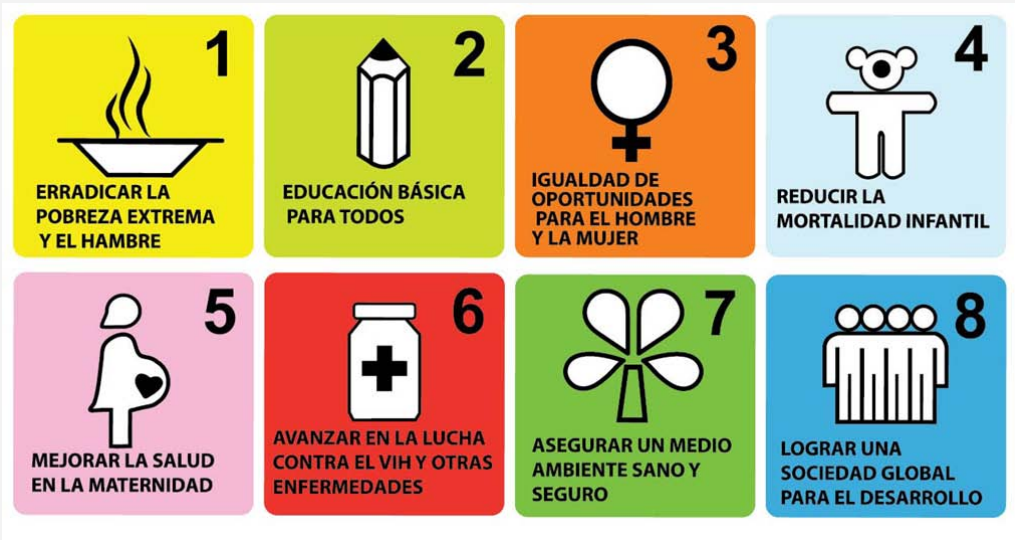 1
ERRADICAR LA
POBREZA EXTREMA
Y EL HAMBRE
2
EDUCACIÓN BÁSICA
PARA TODOS
3
IGUALDAD DE
OPORTUNIDADES
PARA EL HOMBRE
Y LA MUJER
4
REDUCIR LA
MORTALIDAD INFANTIL
5
MEJORAR LA SALUD
EN LA MATERNIDAD
6
AVANZAR EN LA LUCHA
CONTRA EL VIH Y OTRAS
ENFERMEDADES
7
ASEGURAR UN MEDIO
AMBIENTE SANO Y
SEGURO
8
LOGRAR UNA
SOCIEDAD GLOBAL
PARA EL DESARROLLO